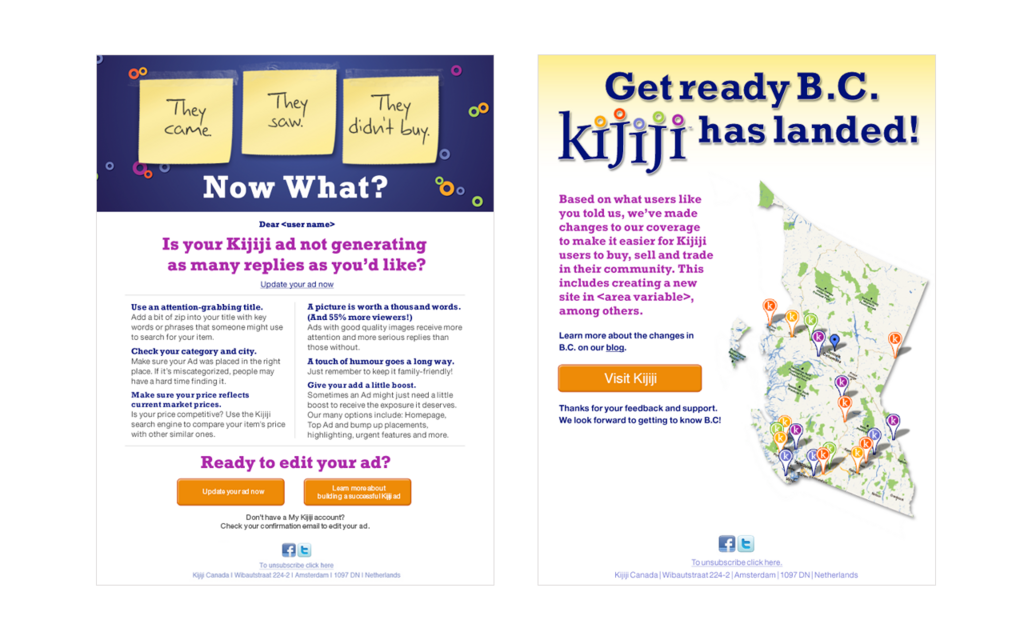 They
came.
They
saw.
They
didn't buy.
Now What?
Dear <user name>
Is your Kijiji ad not generating
as many replies as you'd like?
Update your ad now
Use an attention-grabbing title.
Add a bit of zip into your title with key
words or phrases that someone might use
to search for your item.
Check your category and city.
Make sure your Ad was placed in the right
place. If it's miscategorized, people may
have a hard time finding it.
Make sure your price reflects
current market prices.
Is your price competitive? Use the Kijiji
search engine to compare your item's price
with other similar ones.
A picture is worth a thousand words.
(And 55% more viewers!)
Ads with good quality images receive more
attention and more serious replies than
those without.
A touch of humour goes a long way.
Just remember to keep it family-friendly!
Give your add a little boost.
Sometimes an Ad might just need a little
boost to receive the exposure it deserves.
Our many options include: Homepage,
Top Ad and bump up placements,
highlighting, urgent features and more.
Ready to edit your ad?
Update your ad now
Learn more about
building a successful Kijiji ad
Don't have a My Kijiji account?
Check your confirmation email to edit your ad.
To unsubscribe click here
Kijiji Canada | Wibautstraat 224-2 | Amsterdam | 1097 DN | Netherlands
Get ready B.C.
kijiji has landed!
Based on what users like
you told us, we've made
changes to our coverage
to make it easier for Kijiji
users to buy, sell and trade
in their community. This
includes creating a new
site in <area variable>,
among others.
Learn more about the changes in
B.C. on our blog.
Visit Kijiji
Thanks for your feedback and support.
We look forward to getting to know B.C!
To unsubscribe click here.
Kijiji Canada | Wibautstraat 224-2 | Amsterdam | 1097 DN | Netherlands